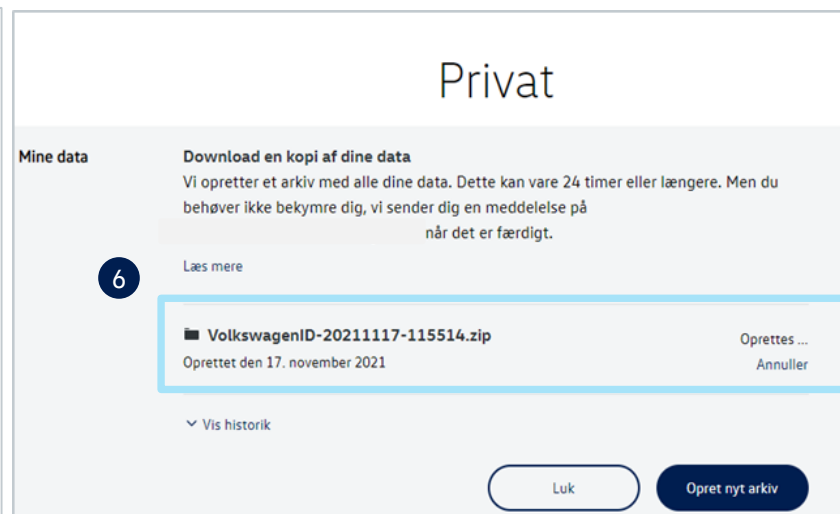 Privat
Mine data
Download en kopi af dine data
Vi opretter et arkiv med alle dine data. Dette kan vare 24 timer eller længere. Men du
behøver ikke bekymre dig, vi sender dig en meddelelse på
når det er færdigt.
Læs mere
6
VolkswagenID-20211117-115514.zip
Oprettes ...
Oprettet den 17. november 2021
Annuller
Vis historik
Luk
Opret nyt arkiv